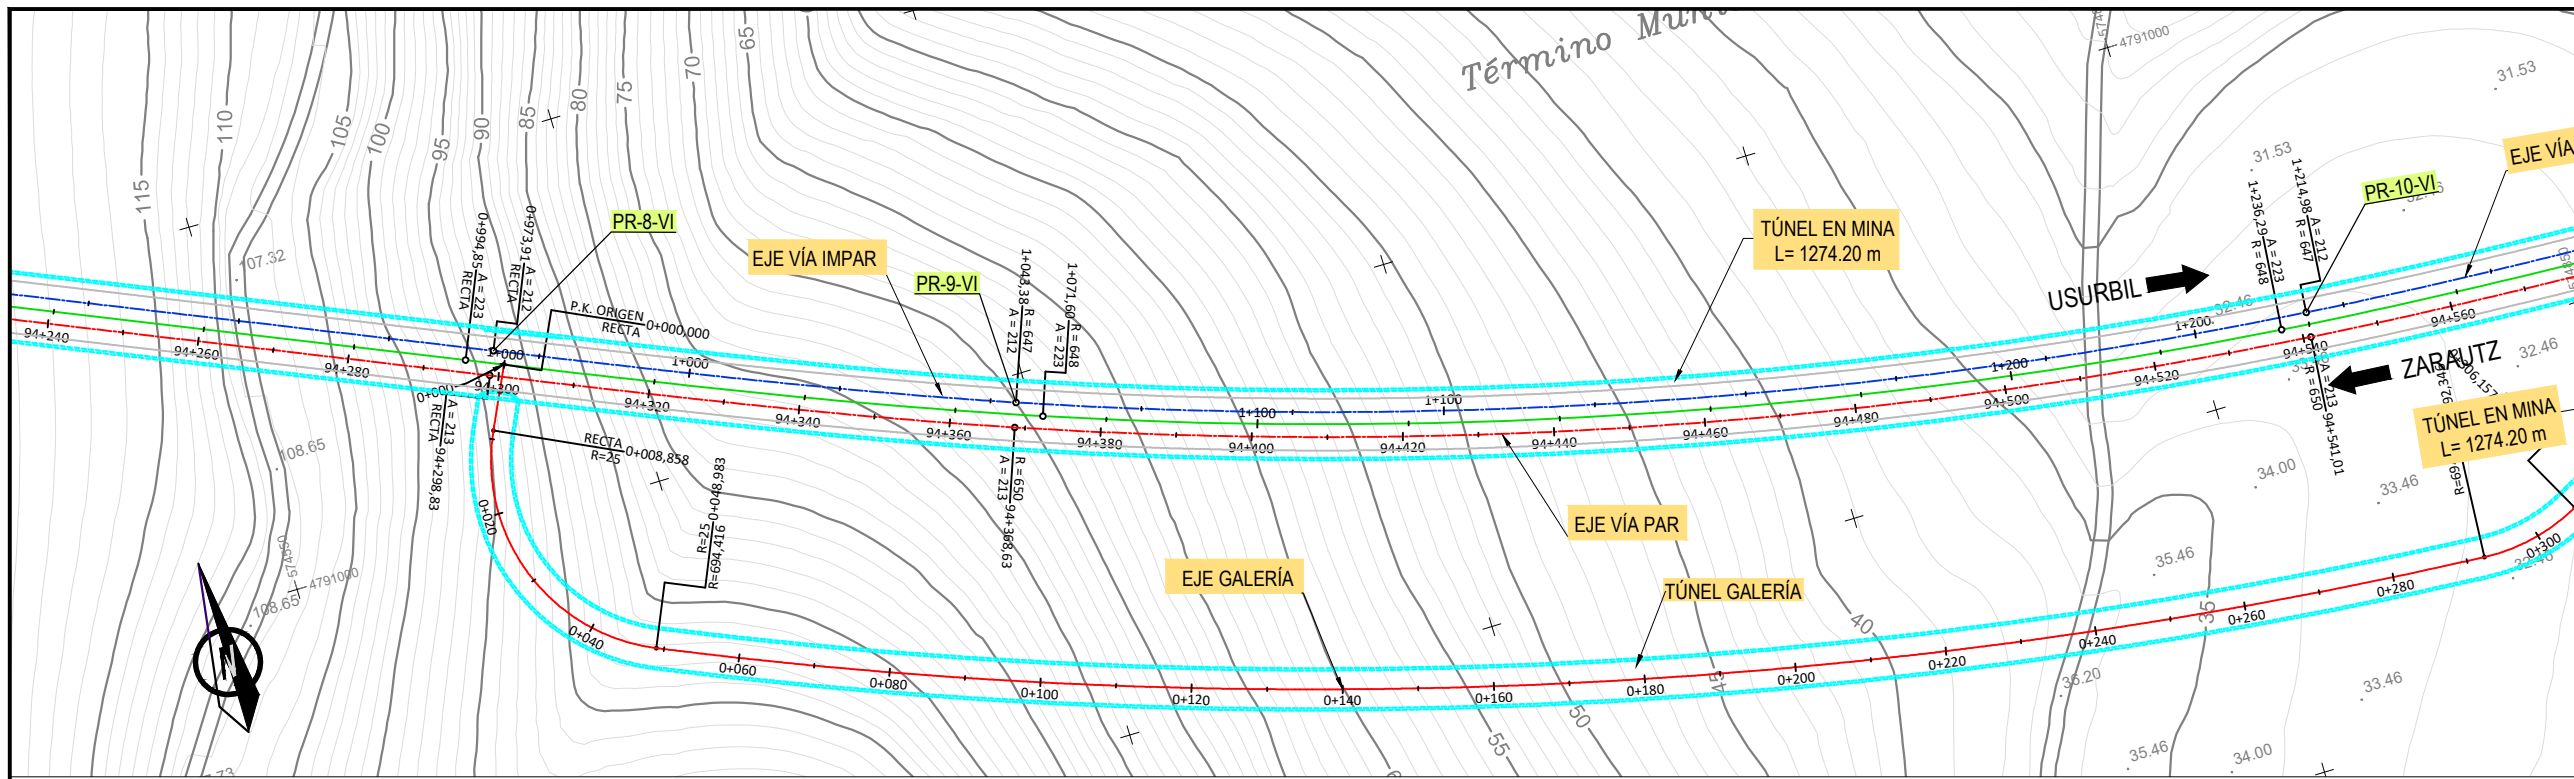 Término
65
70
75
80
85
90
95
100
105
110
115
107.32
108.65
108.65
574550
4791000
4791000
31.53
31.53
32.46
32.46
32.46
33.46
33.46
34.00
34.00
35.46
35.46
36.20
35
40
45
50
55
PR-8-VI
EJE VÍA IMPAR
PR-9-VI
TÚNEL EN MINA
L= 1274.20 m
PR-10-VI
EJE VÍA
USURBIL
ZARAUTZ
TÚNEL EN MINA
L= 1274.20 m
EJE VÍA PAR
EJE GALERÍA
TÚNEL GALERÍA
0+994,85 A = 223
RECTA
0+973,91 A = 212
RECTA
P.K. ORIGEN
RECTA
0+000,000
1+043,38 R = 647
A = 212
1+071,60 R = 648
A = 223
1+236,29 A = 223
R = 648
1+214,98 A = 212
R = 647
A = 213
RECTA
94+298,83
RECTA
R=25
0+008,858
R=25
R=694,416
0+048,983
R = 650
A = 213
94+368,63
A = 213
R = 650
94+541,01
94+240
94+260
94+280
94+300
94+320
94+340
94+360
94+380
94+400
94+420
94+440
94+460
94+480
94+500
94+520
94+540
94+560
1+000
1+000
1+100
1+100
1+200
1+200
0+020
0+040
0+060
0+080
0+100
0+120
0+140
0+160
0+180
0+200
0+220
0+240
0+260
0+280
0+300
N